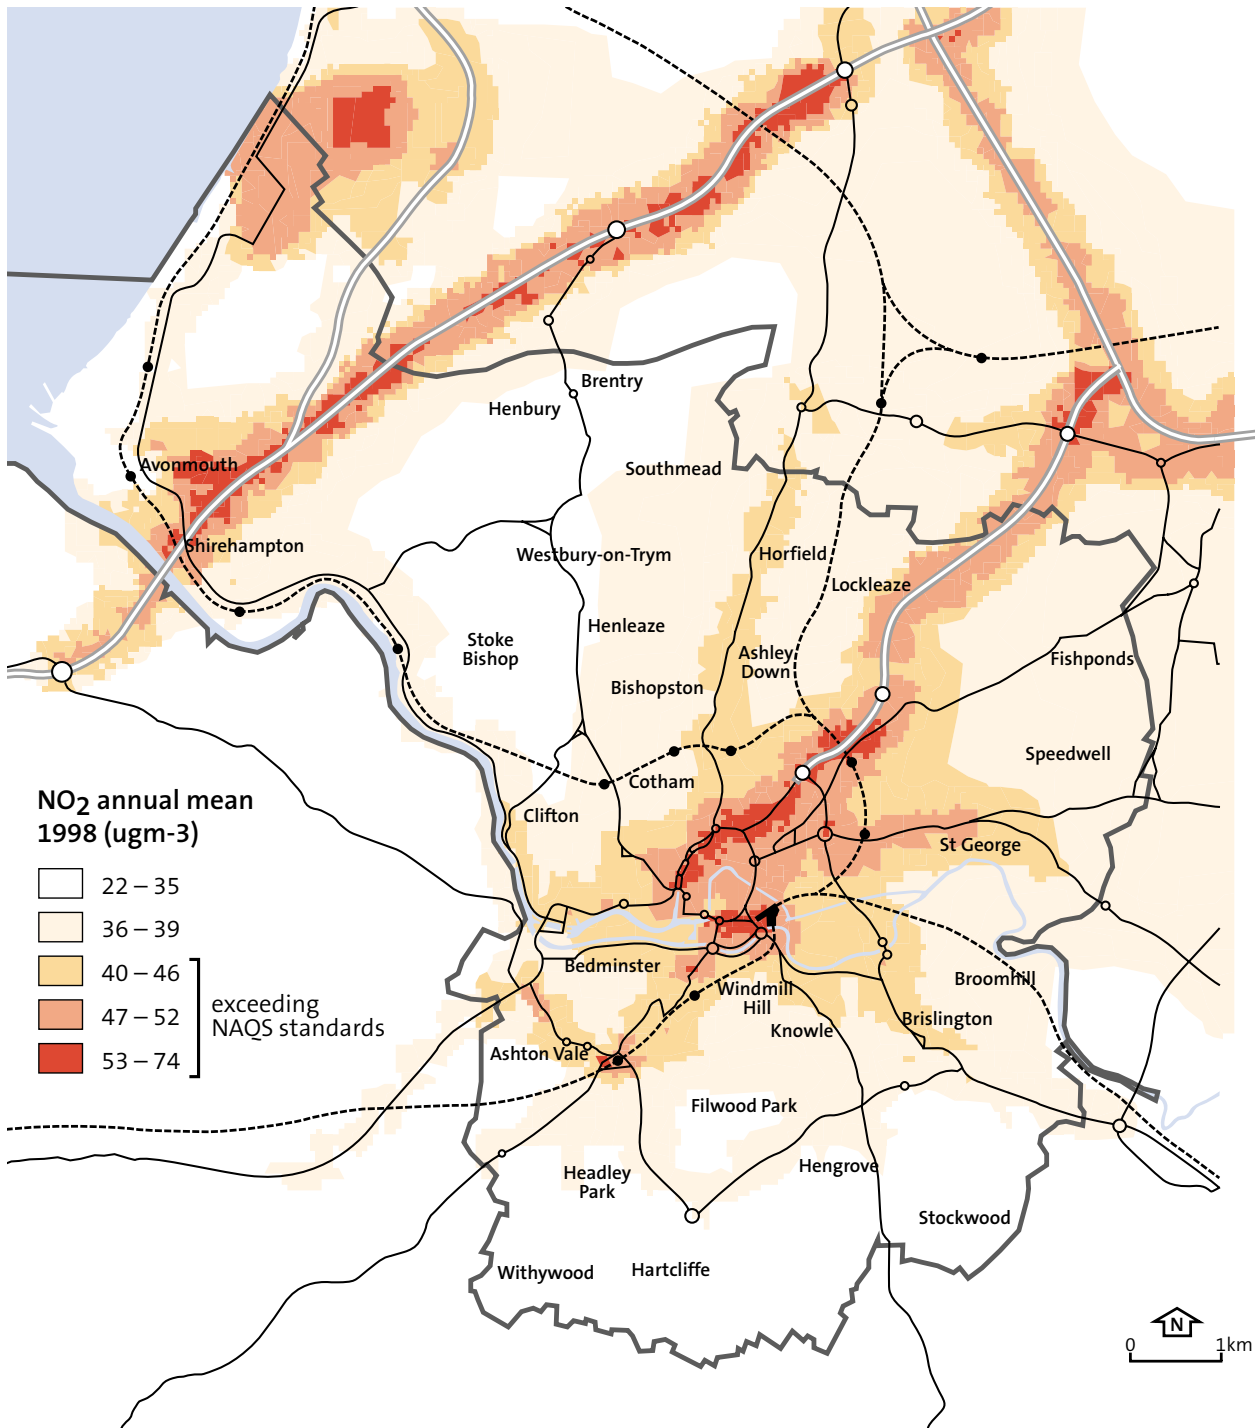 Brentry
Henbury
Southmead
Avonmouth
Shirehampton
Westbury-on-Trym
Horfield
Lockleaze
Henleaze
Stoke
Bishop
Ashley
Down
Fishponds
Bishopston
Speedwell
Cotham
Clifton
St George
NO2 annual mean
1998 (ugm-3)
22 – 35
36 – 39
40 – 46
47 – 52
53 – 74
exceeding
NAQS standards
Bedminster
Broomhill
Windmill
Hill
Knowle
Brislington
Ashton Vale
Filwood Park
Hengrove
Headley
Park
Stockwood
Withywood
Hartcliffe
N
0 1km